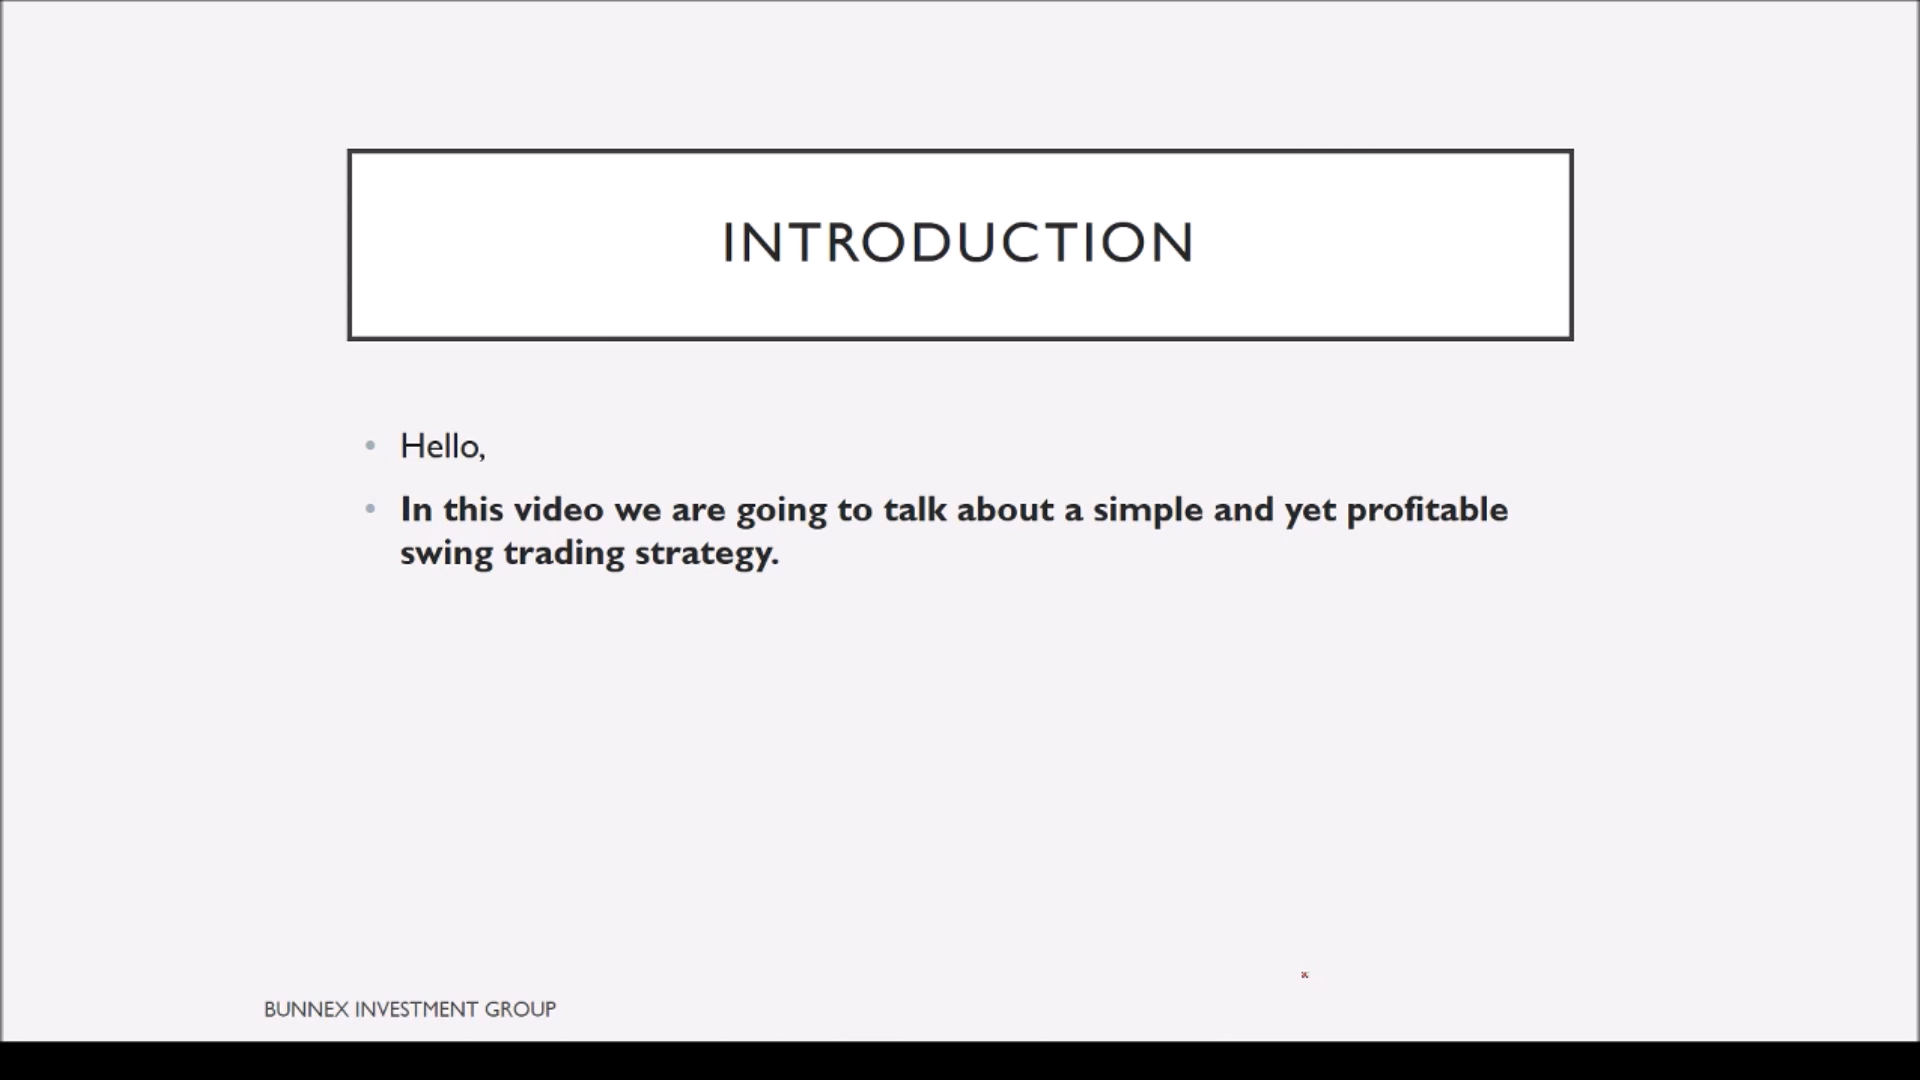 INTRODUCTION
• Hello,
• In this video we are going to talk about a simple and yet profitable
swing trading strategy.
BUNNEX INVESTMENT GROUP